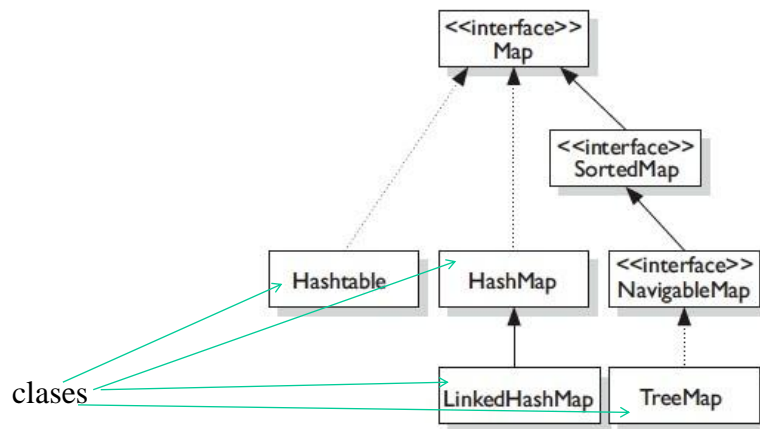 <<interface>>
Map
<<interface>>
SortedMap
Hashtable
HashMap
<<interface>>
NavigableMap
clases
LinkedHashMap
TreeMap